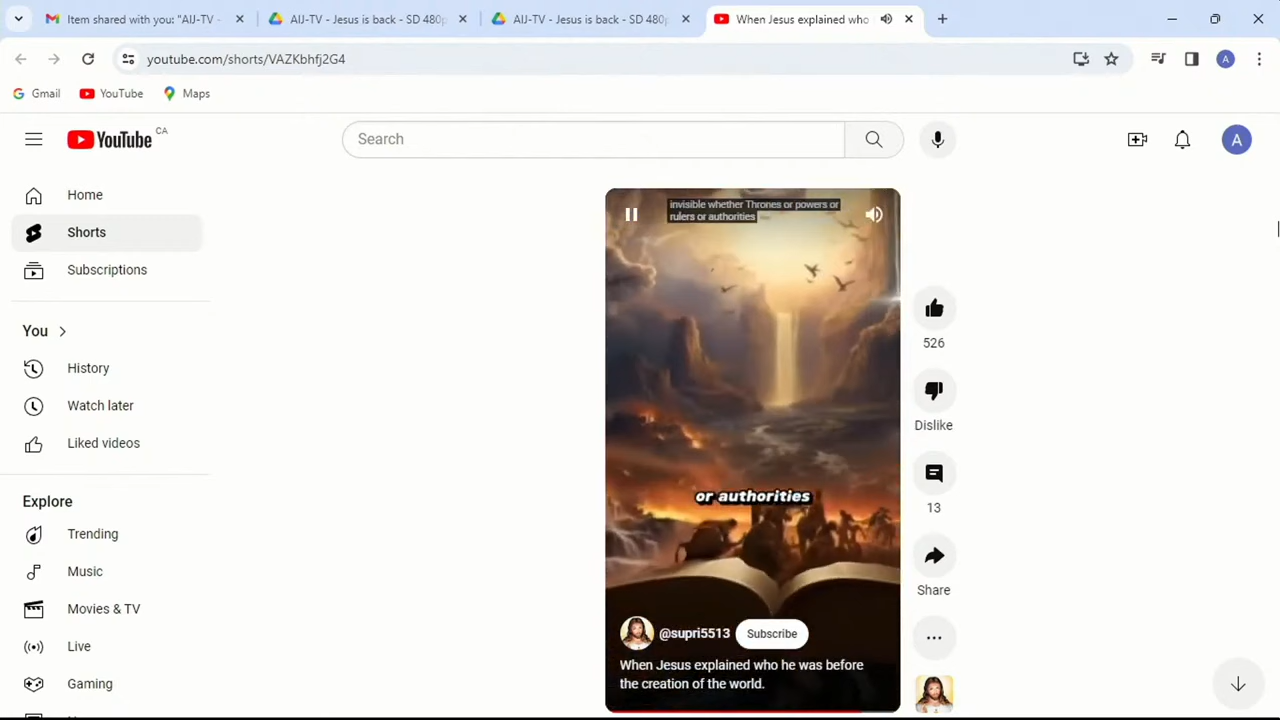 Item shared with you: "AIJ-TV -
AIJ-TV - Jesus is back - SD 480p
AIJ-TV - Jesus is back - SD 480p
When Jesus explained who
youtube.com/shorts/VAZKbhfj2G4
A
Gmail
YouTube
Maps
YouTube CA
Search
A
Home
Shorts
Subscriptions
You
History
Watch later
Liked videos
Explore
Trending
Music
Movies & TV
Live
Gaming
invisible whether Thrones or powers or
rulers or authorities
or authorities
@supri5513
Subscribe
When Jesus explained who he was before
the creation of the world.
526
Dislike
13
Share